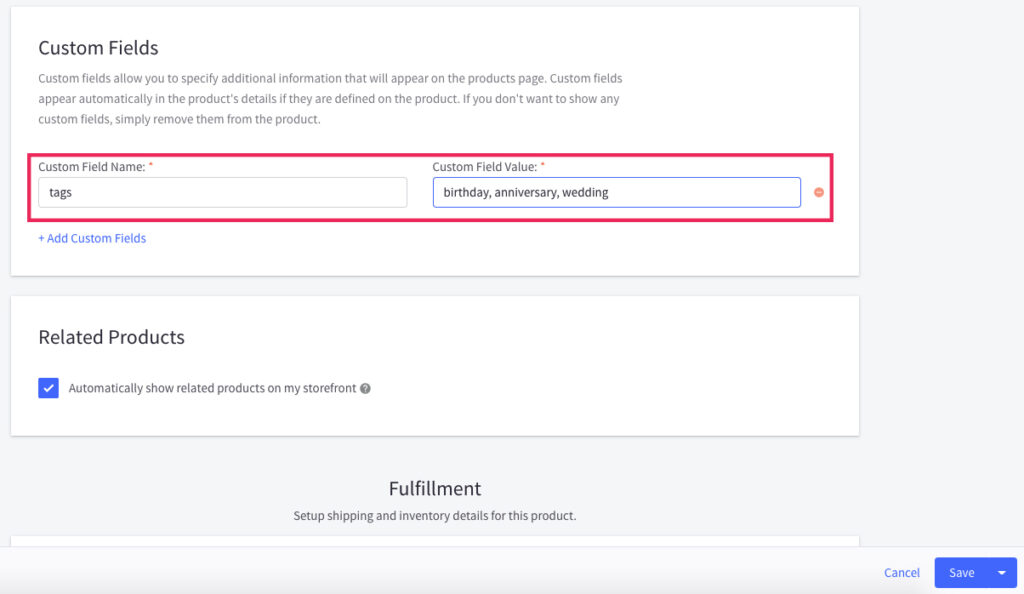 Custom Fields
Custom fields allow you to specify additional information that will appear on the products page. Custom fields
appear automatically in the product's details if they are defined on the product. If you don't want to show any
custom fields, simply remove them from the product.
Custom Field Name: * Custom Field Value: *
tags birthday, anniversary, wedding
+ Add Custom Fields
Related Products
Automatically show related products on my storefront ?
Fulfillment
Setup shipping and inventory details for this product.
Cancel Save